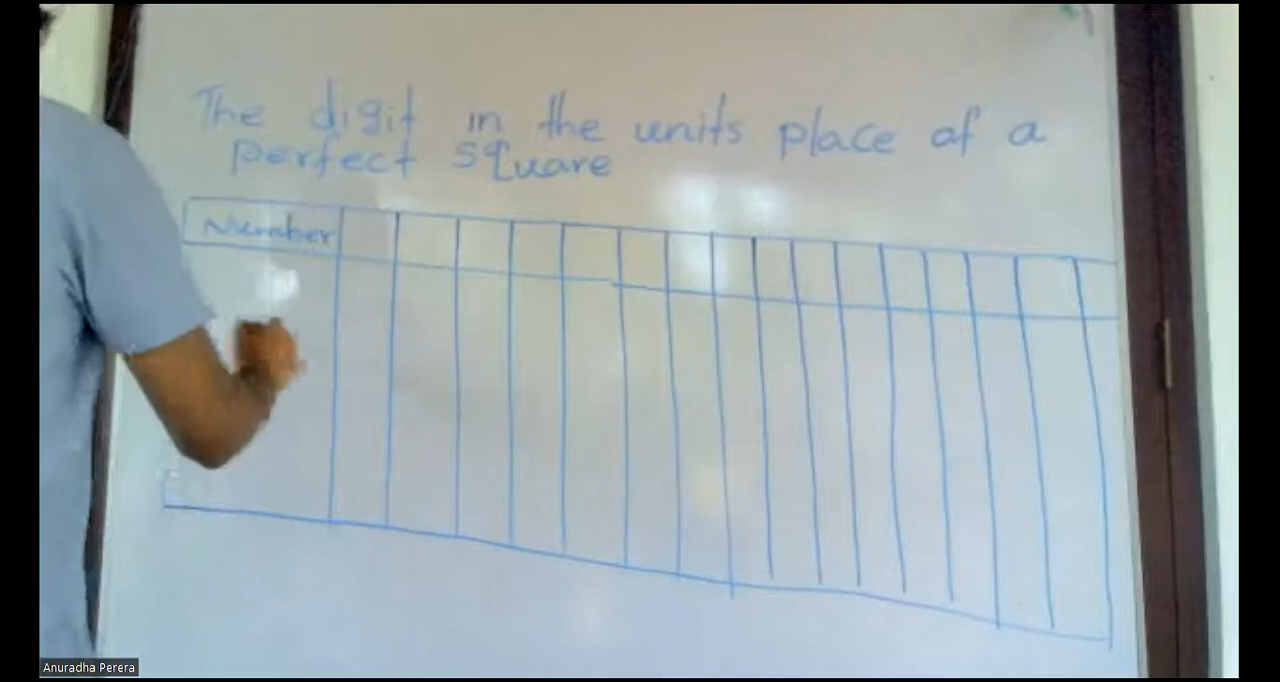 The digit in the units place of a
perfect square
Number
Anuradha Perera